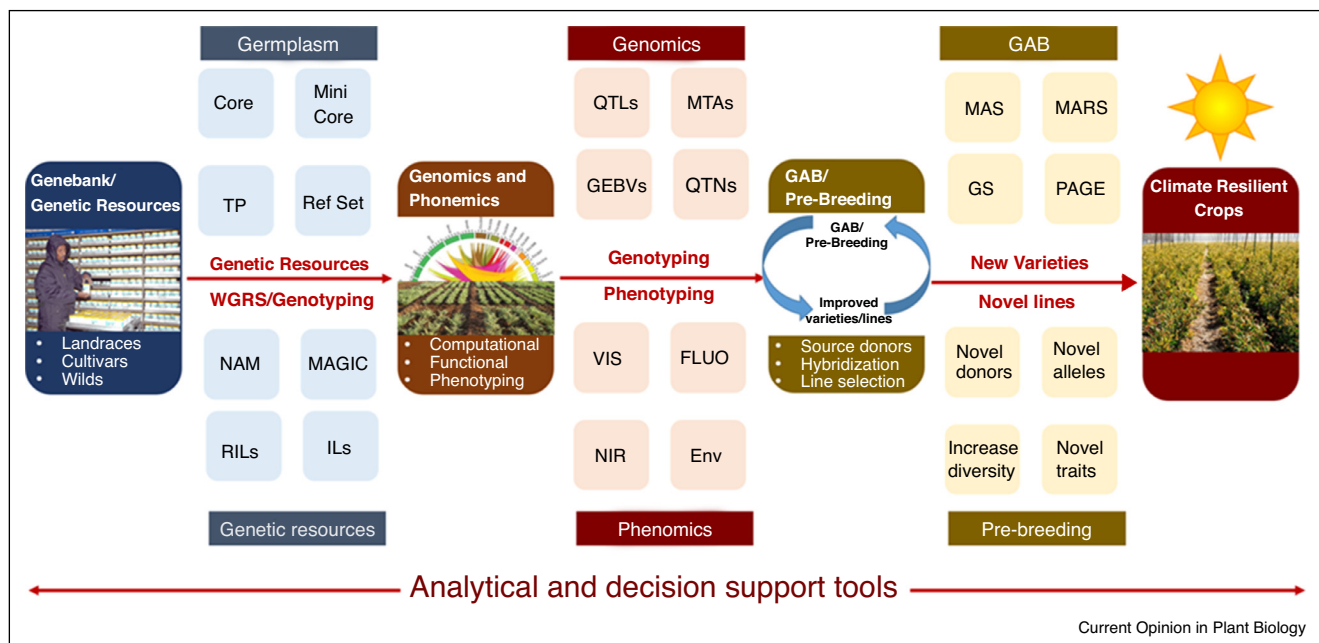 Germplasm
Genomics
GAB
Core
Mini
Core
TP
Ref Set
QTLs
MTAs
GEBVs
QTNs
MAS
MARS
GS
PAGE
Genebank/
Genetic Resources
Landraces
Cultivars
Wilds
Genetic Resources
WGRS/Genotyping
Genomics and
Phonemics
Computational
Functional
Phenotyping
Genotyping
Phenotyping
GAB/
Pre-Breeding
GAB/
Pre-Breeding
Improved
varieties/lines
Source donors
Hybridization
Line selection
New Varieties
Novel lines
Climate Resilient
Crops
NAM
MAGIC
RILs
ILs
VIS
FLUO
NIR
Env
Novel
donors
Novel
alleles
Increase
diversity
Novel
traits
Genetic resources
Phenomics
Pre-breeding
Analytical and decision support tools
Current Opinion in Plant Biology